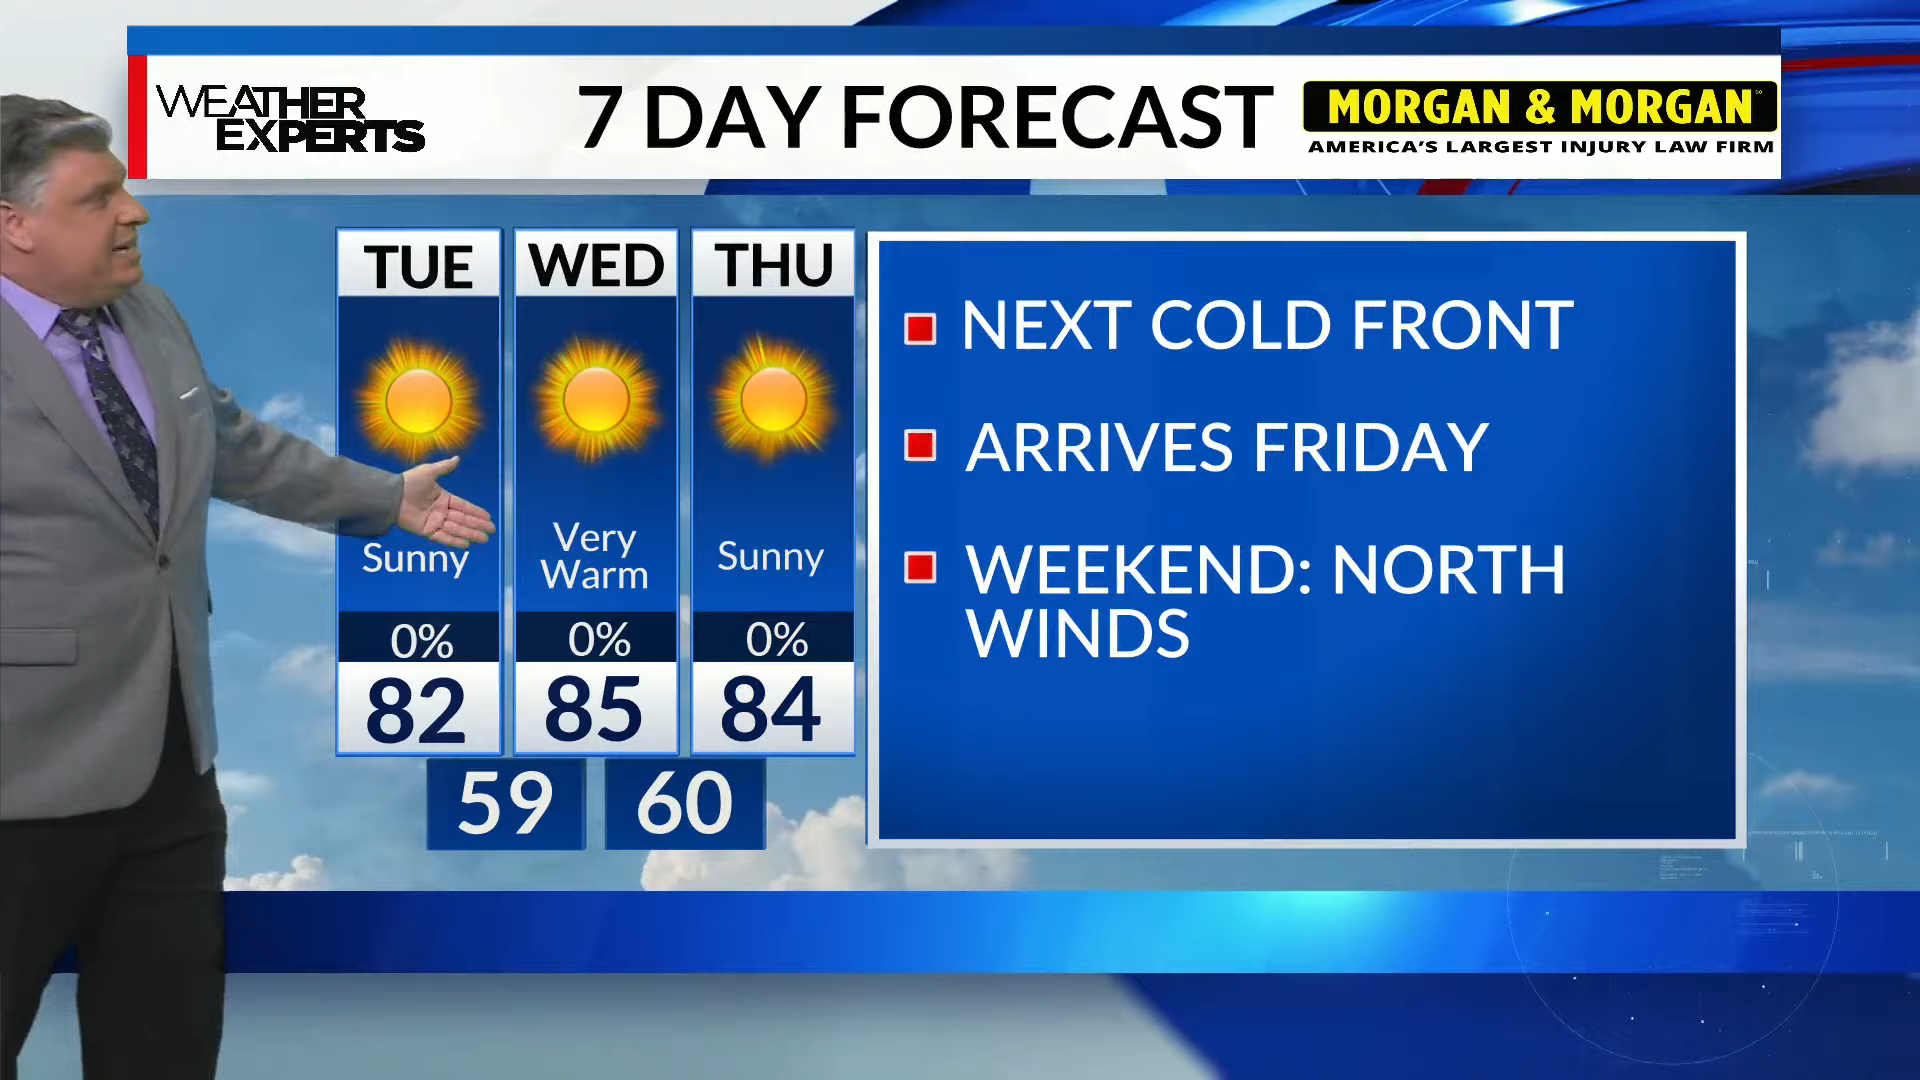 WEATHER
EXPERTS
7 DAY FORECAST
MORGAN & MORGAN
AMERICA'S LARGEST INJURY LAW FIRM
TUE
WED
THU
Sunny
Very
Warm
Sunny
0%
0%
0%
82
85
84
59
60
NEXT COLD FRONT
ARRIVES FRIDAY
WEEKEND: NORTH
WINDS